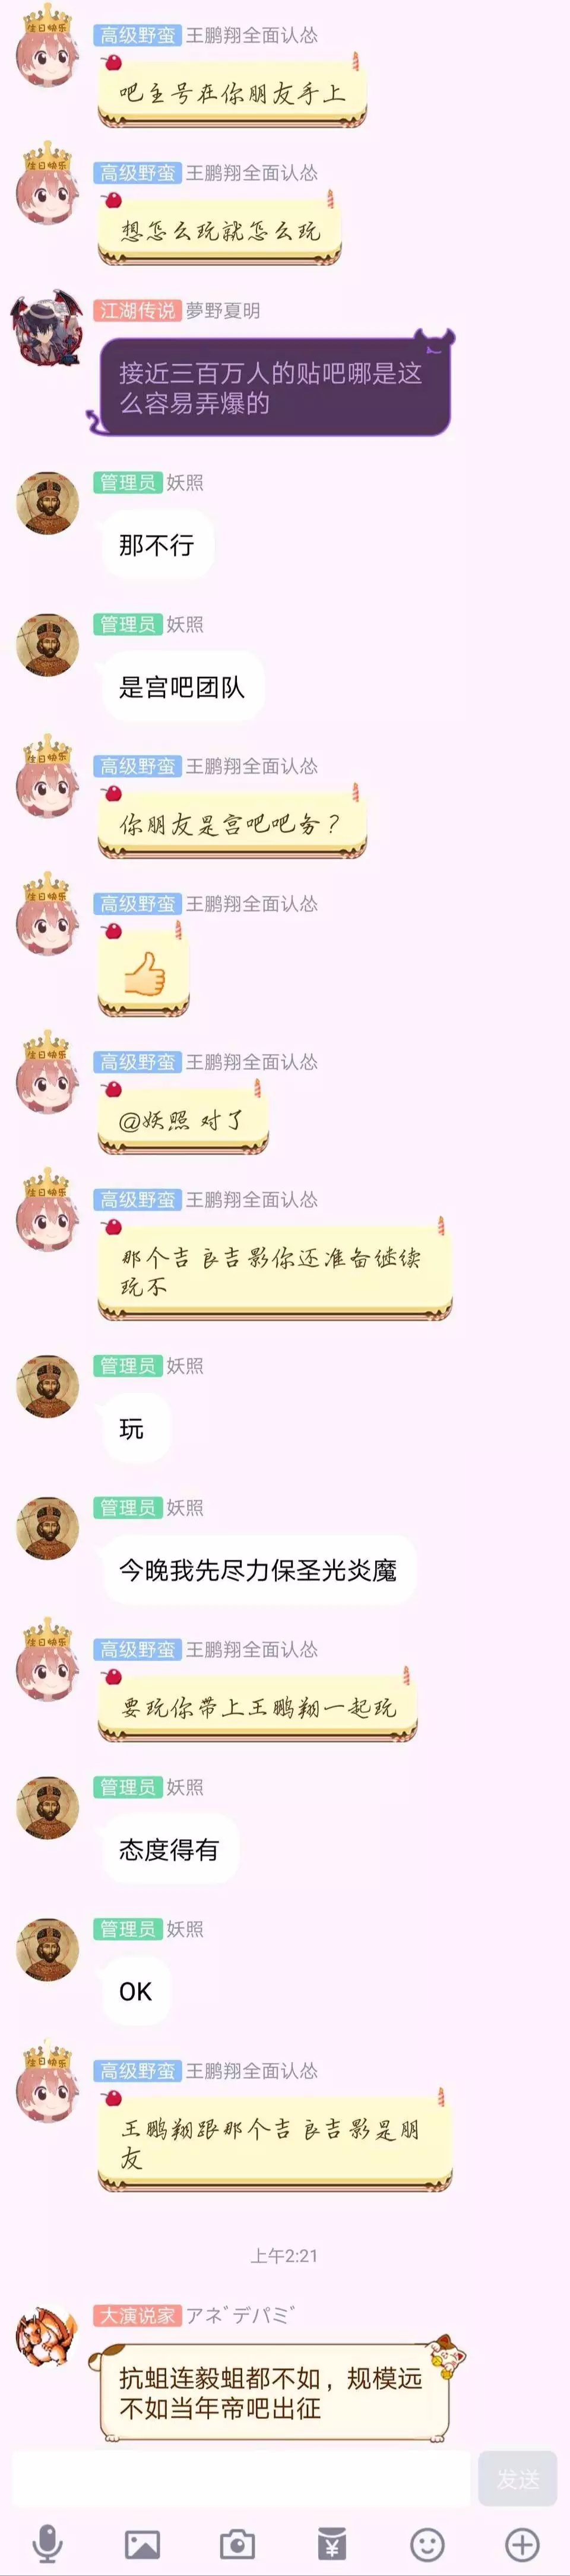 生日快乐
高级野蛮 王鹏翔全面认怂
吧主号在你朋友手上
生日快乐
高级野蛮 王鹏翔全面认怂
想怎么玩就怎么玩
江湖传说 夢野夏明
接近三百万人的贴吧哪是这
么容易弄爆的
管理员 妖照
那不行
管理员 妖照
是宫吧团队
生日快乐
高级野蛮 王鹏翔全面认怂
你朋友是宫吧吧务？
生日快乐
高级野蛮 王鹏翔全面认怂
生日快乐
高级野蛮 王鹏翔全面认怂
@妖照 对了
生日快乐
高级野蛮 王鹏翔全面认怂
那个吉良吉影你还准备继续
玩不
管理员 妖照
玩
管理员 妖照
今晚我先尽力保圣光炎魔
生日快乐
高级野蛮 王鹏翔全面认怂
要玩你带上王鹏翔一起玩
管理员 妖照
态度得有
管理员 妖照
OK
生日快乐
高级野蛮 王鹏翔全面认怂
王鹏翔跟那个吉良吉影是朋
友
上午2:21
大演说家 アネ゛デパミ゛
抗蛆连毅蛆都不如，规模远
不如当年帝吧出征
发送
¥